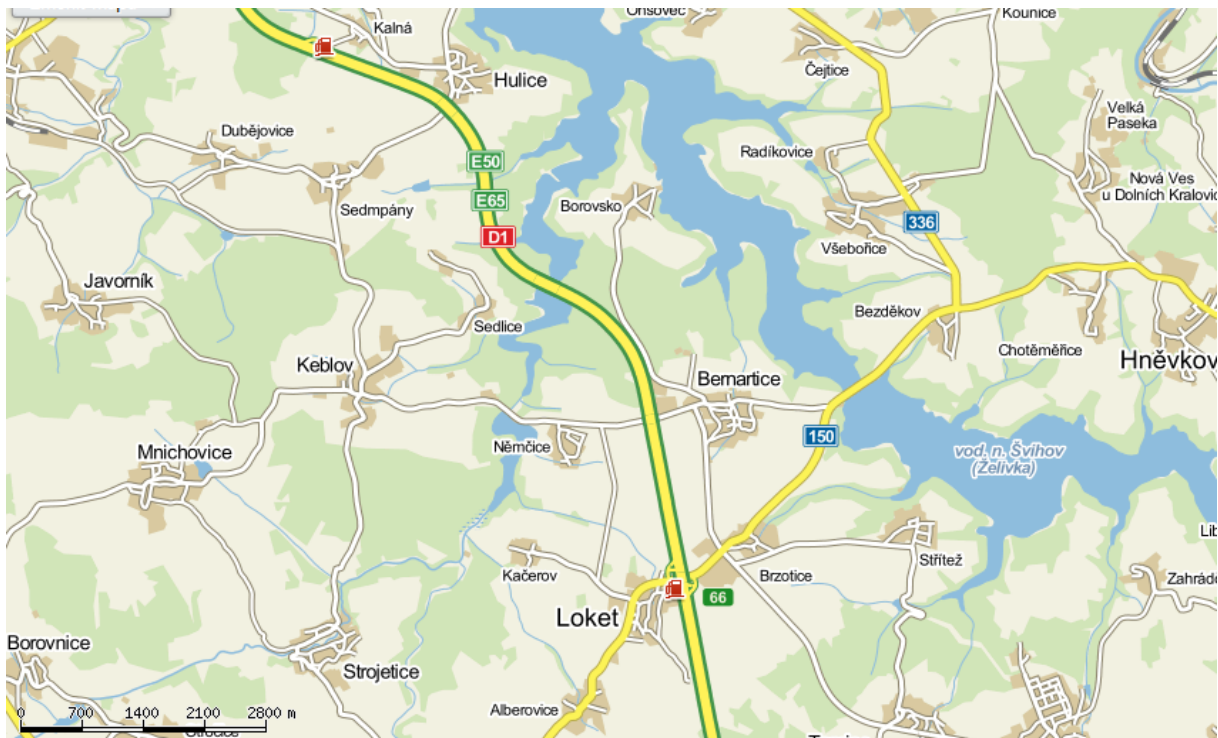 Kalná
Onšovec
Kounice
Hulice
Čejtice
Velká
Paseka
Dubějovice
Radíkovice
E50
Nová Ves
u Dolních Kralovic
E65
Sedmpány
Borovsko
336
D1
Všebořice
Javorník
Sedlice
Bezděkov
Keblov
Chotěměřice
Hněvkov
Bernartice
150
Němčice
Mnichovice
vod. n. Švihov
(Želivka)
Kačerov
Brzotice
Střítež
Zahrád
66
Loket
Borovnice
Strojetice
Alberovice
0 700 1400 2100 2800 m